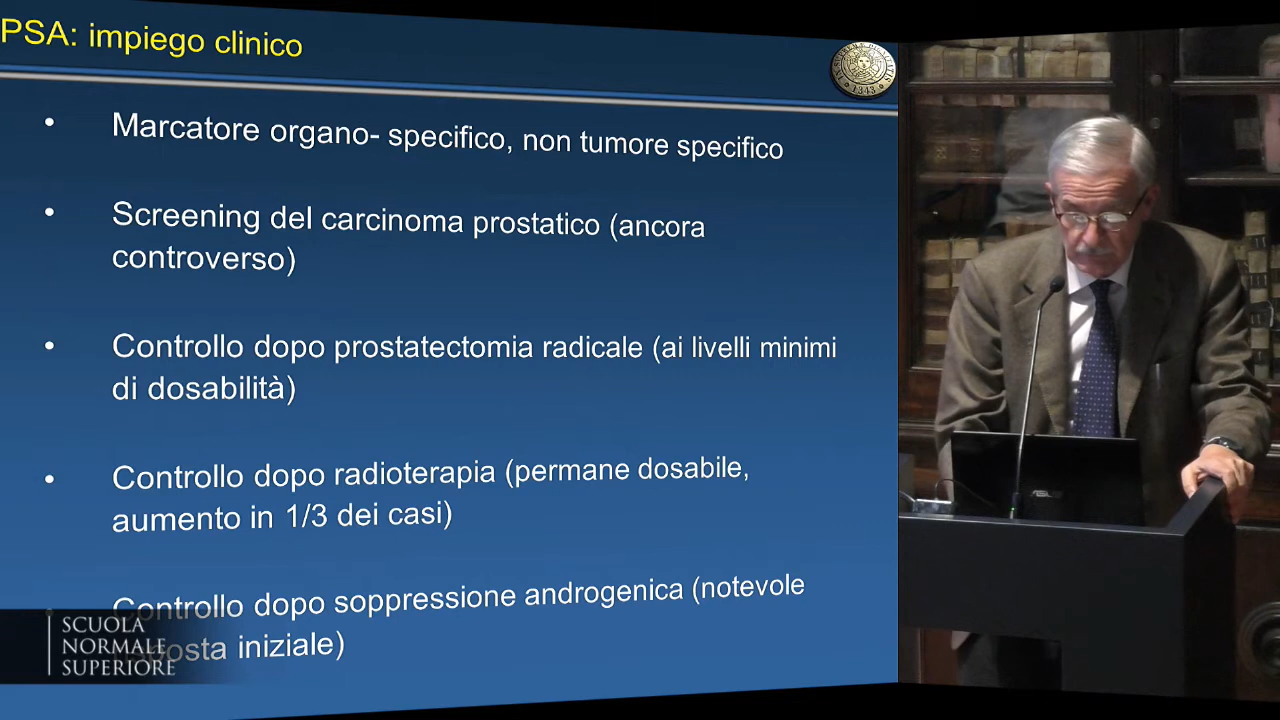 PSA: impiego clinico
1343
• Marcatore organo- specifico, non tumore specifico
• Screening del carcinoma prostatico (ancora
controverso)
• Controllo dopo prostatectomia radicale (ai livelli minimi
di dosabilità)
• Controllo dopo radioterapia (permane dosabile,
aumento in 1/3 dei casi)
• Controllo dopo soppressione androgenica (notevole
iniziale)
SCUOLA
NORMALE
SUPERIORE
ASUS